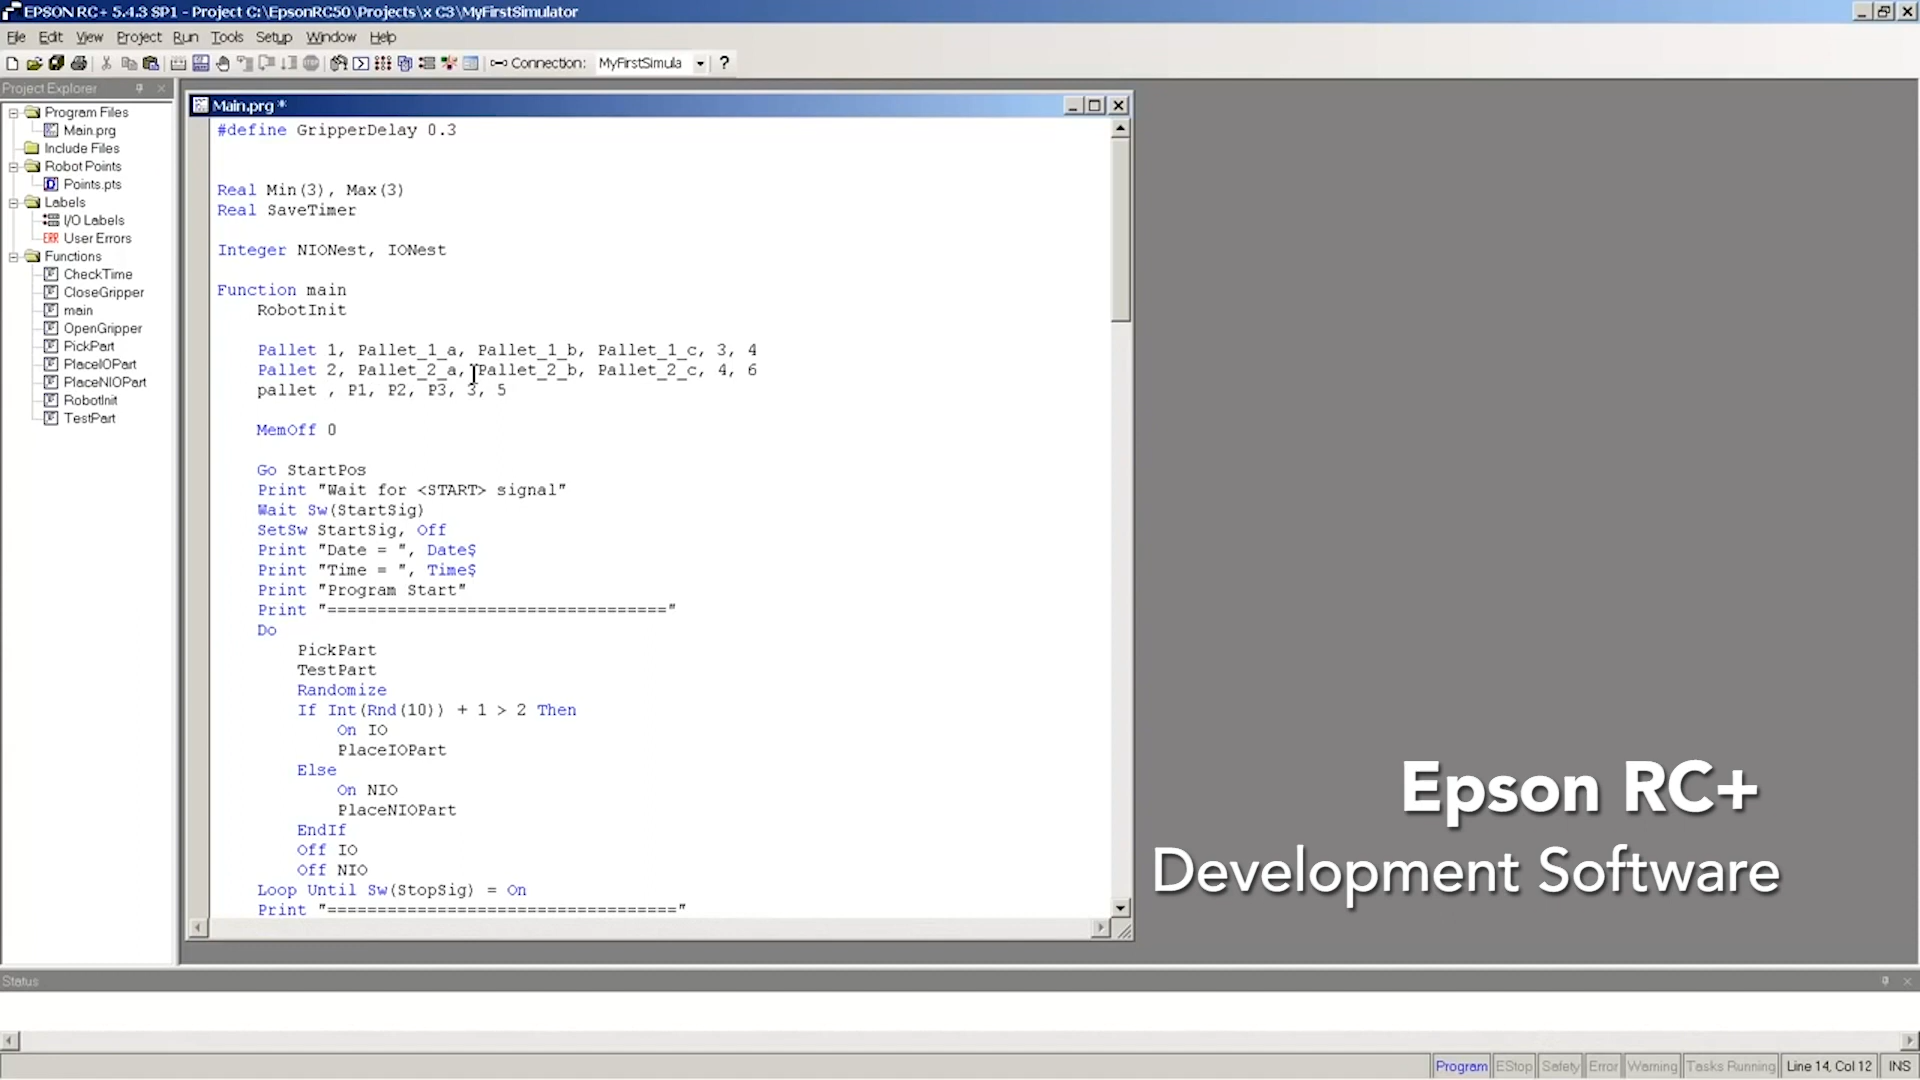 EPSON RC+ 5.4.3 SP1 - Project C:\EpsonRC50\Projects\x C3\MyFirstSimulator
File Edit View Project Run Tools Setup Window Help
Connection: MyFirstSimula ?
Project Explorer
Program Files
Main.prg
Include Files
Robot Points
Points.pts
Labels
I/O Labels
ERR User Errors
Functions
CheckTime
CloseGripper
main
OpenGripper
PickPart
PlaceIOPart
PlaceNIOPart
RobotInit
TestPart
Main.prg *
#define GripperDelay 0.3
Real Min(3), Max(3)
Real SaveTimer
Integer NIONest, IONest
Function main
RobotInit
Pallet 1, Pallet_1_a, Pallet_1_b, Pallet_1_c, 3, 4
Pallet 2, Pallet_2_a, Pallet_2_b, Pallet_2_c, 4, 6
pallet , P1, P2, P3, 3, 5
MemOff 0
Go StartPos
Print "Wait for <START> signal"
Wait Sw(StartSig)
SetSw StartSig, Off
Print "Date = ", Date$
Print "Time = ", Time$
Print "Program Start"
Print "=================================="
Do
PickPart
TestPart
Randomize
If Int(Rnd(10)) + 1 > 2 Then
On IO
PlaceIOPart
Else
On NIO
PlaceNIOPart
EndIf
Off IO
Off NIO
Loop Until Sw(StopSig) = On
Print "==================================="
Epson RC+
Development Software
Status
Program EStop Safety Error Warning Tasks Running Line 14, Col 12 INS